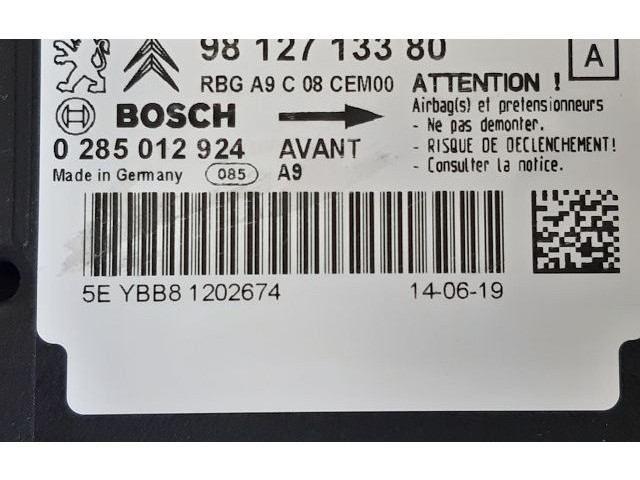 98 127 133 80
A
RBG A9 C 08 CEM00
ATTENTION !
BOSCH
Airbag(s) et pretensionneurs
- Ne pas demonter.
- RISQUE DE DECLENCHEMENT!
- Consulter la notice.
0 285 012 924
AVANT
Made in Germany
085
A9
5E YBB8 1202674
14-06-19